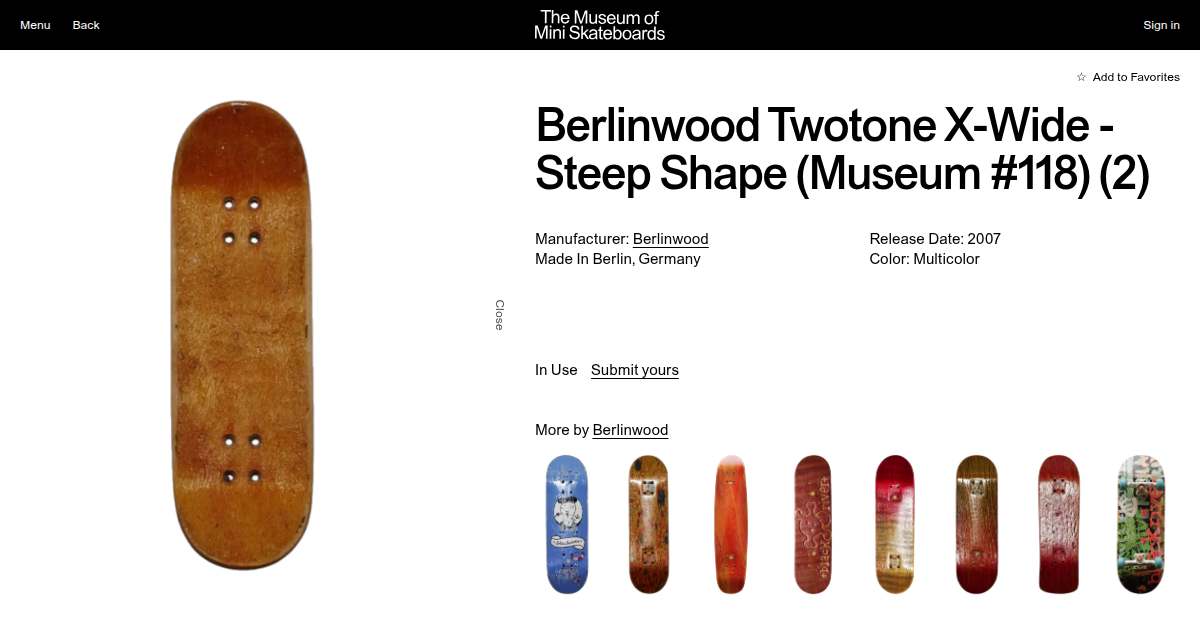 Menu
Back
The Museum of
Mini Skateboards
Sign in
☆ Add to Favorites
Berlinwood Twotone X-Wide -
Steep Shape (Museum #118) (2)
Manufacturer: Berlinwood
Made In Berlin, Germany
Release Date: 2007
Color: Multicolor
Close
In Use
Submit yours
More by Berlinwood